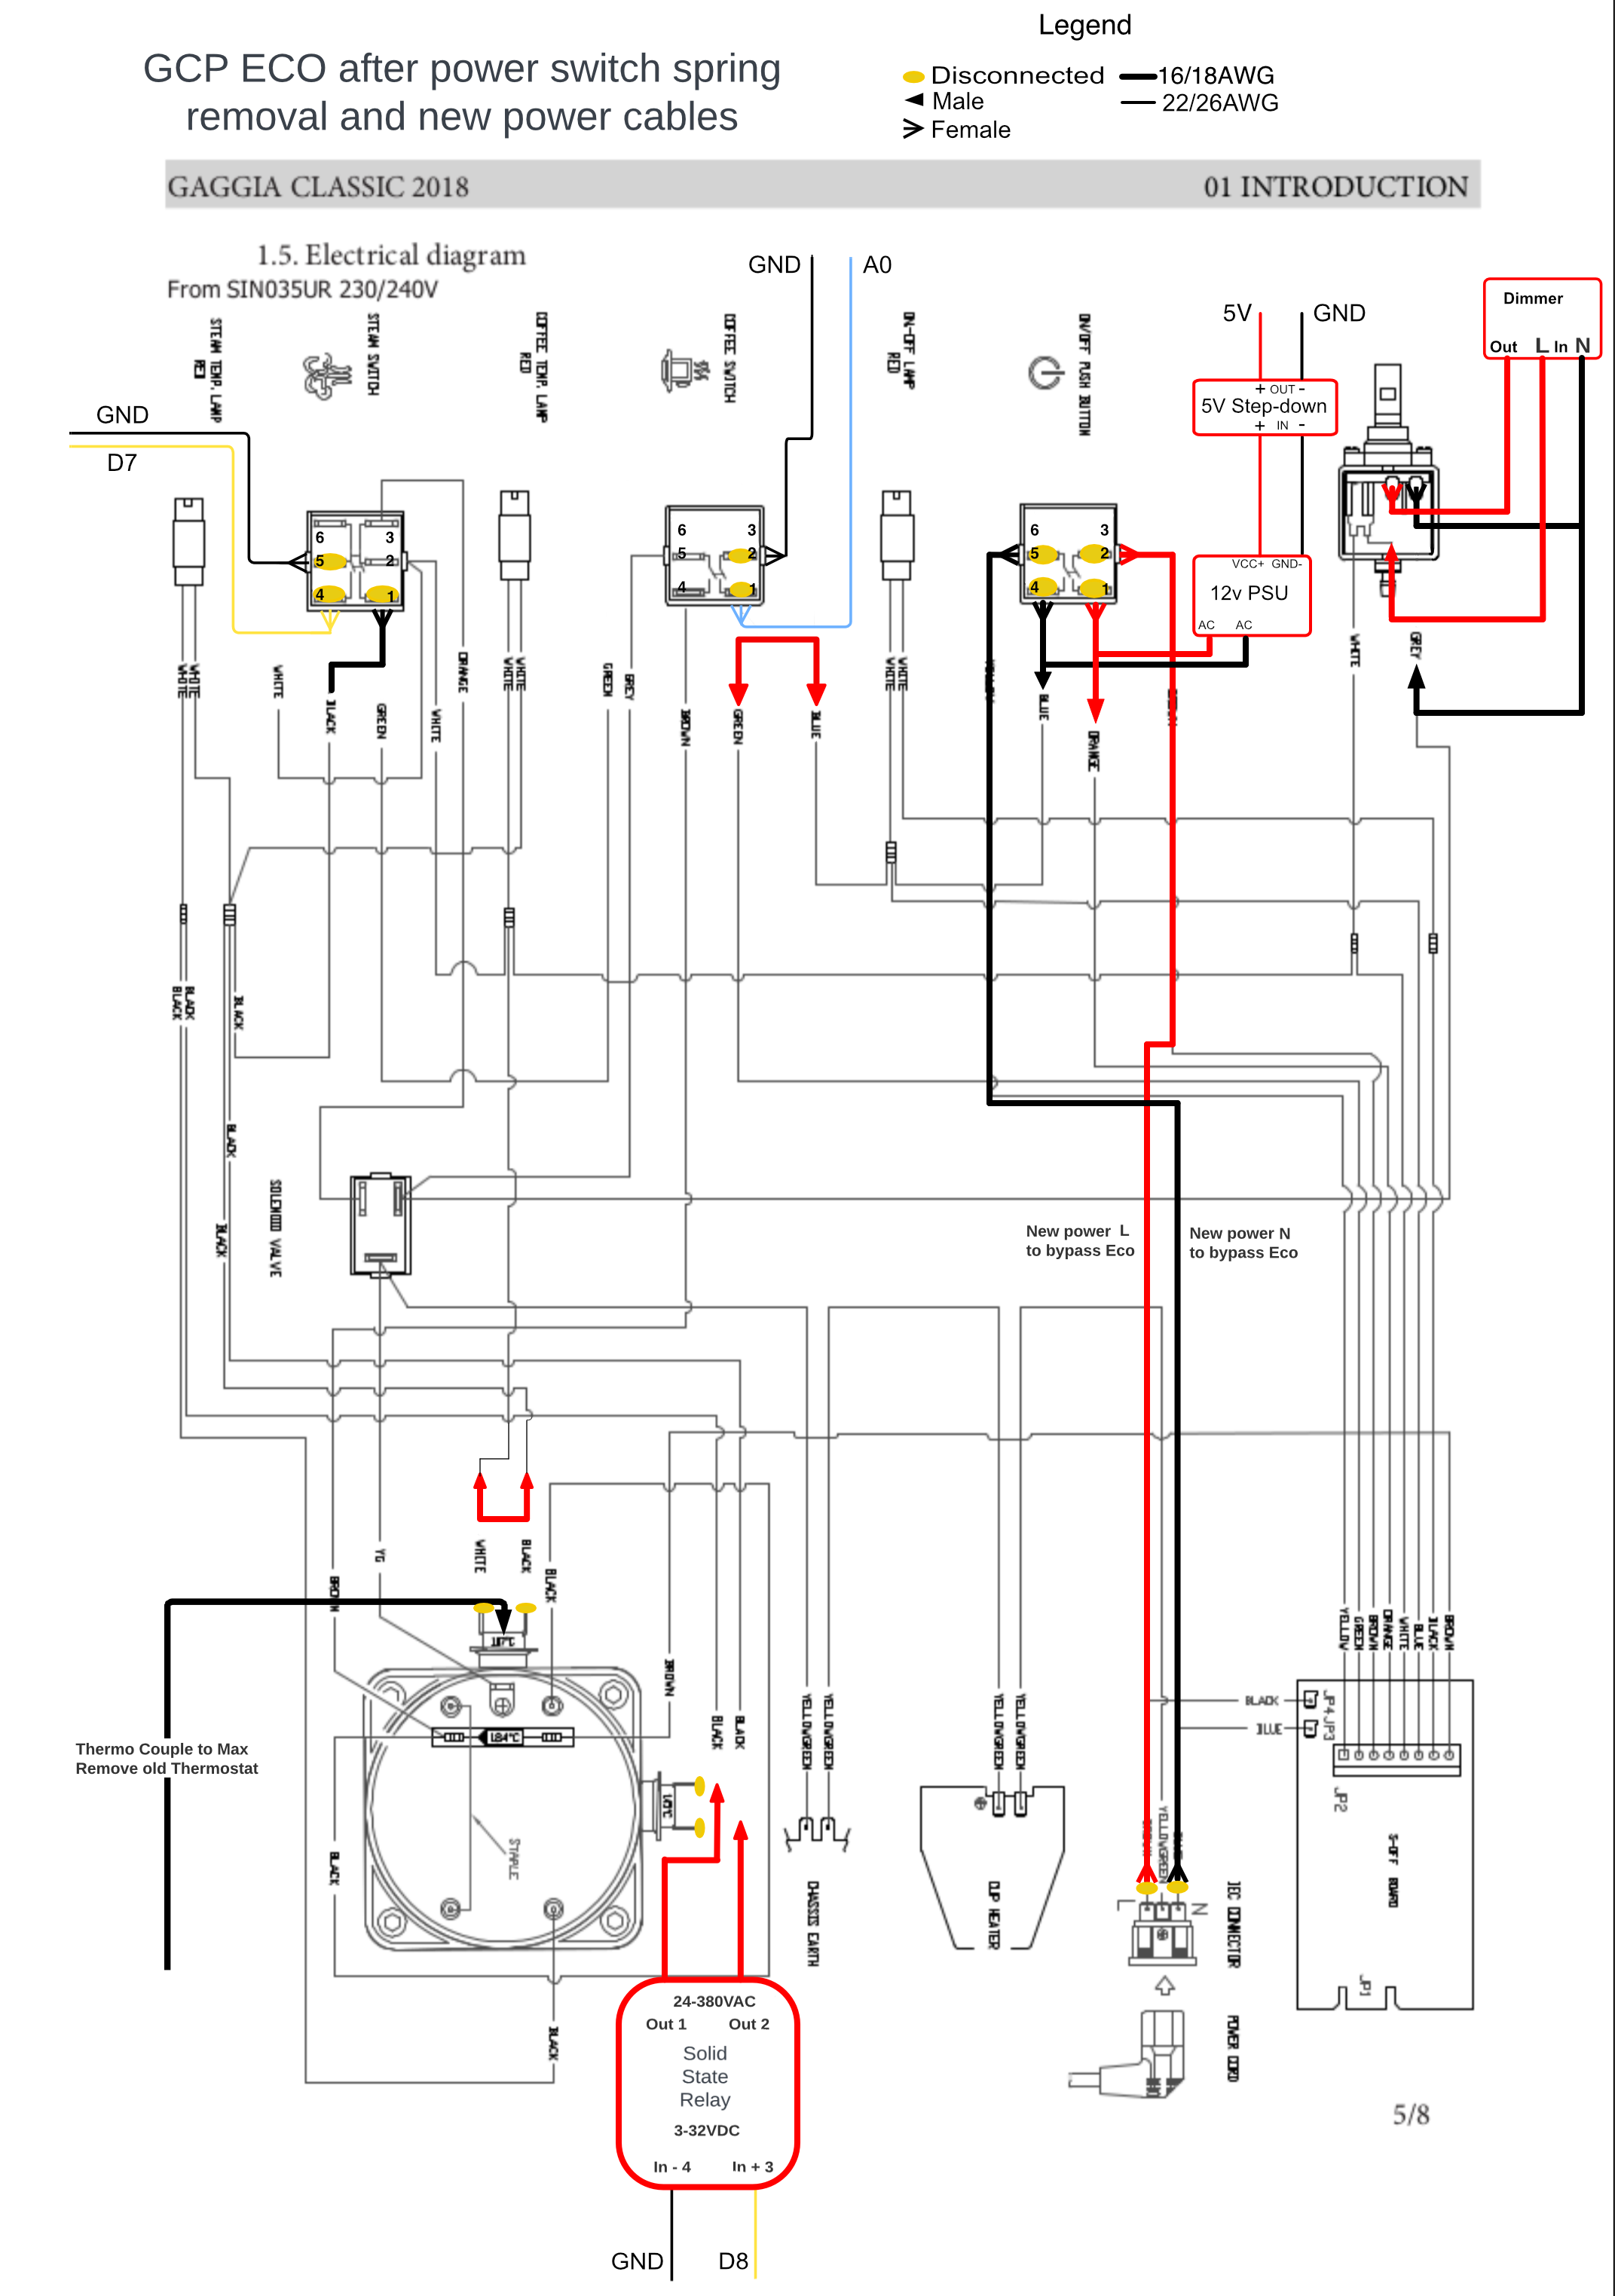 Legend
GCP ECO after power switch spring
removal and new power cables
Disconnected
16/18AWG
Male
22/26AWG
Female
GAGGIA CLASSIC 2018
01 INTRODUCTION
1.5. Electrical diagram
From SIN035UR 230/240V
GND
A0
5V
GND
Dimmer
Out L In N
STEAM TEMP. LAMP
RED
STEAM SWITCH
COFFEE TEMP. LAMP
RED
COFFEE SWITCH
ON-OFF LAMP
RED
ON/OFF PUSH BUTTON
+ OUT -
5V Step-down
+ IN -
GND
D7
6 3
5 2
4 1
6 3
5 2
4 1
6 3
5 2
4 1
VCC+ GND-
12v PSU
AC AC
WHITE
WHITE
WHITE
BLACK
GREEN
WHITE
ORANGE
WHITE
WHITE
GREEN
GREY
BROWN
GREEN
BLUE
WHITE
WHITE
BLUE
ORANGE
WHITE
GREY
BLACK
BLACK
BLACK
BLACK
BLACK
SOLENOID VALVE
New power L
to bypass Eco
New power N
to bypass Eco
YG
WHITE
BLACK
BLACK
BROWN
BROWN
BLACK
BLACK
YELLOW/GREEN
YELLOW/GREEN
YELLOW/GREEN
YELLOW/GREEN
YELLOW
GREEN
BROWN
ORANGE
WHITE
BLUE
BLACK
BROWN
107°C
184°C
145°C
Thermo Couple to Max
Remove old Thermostat
BLACK
BLUE
JP4
JP3
JP2
STAPLE
BLACK
YELLOW/GREEN
L
N
CHASSIS EARTH
CUP HEATER
IEC CONNECTOR
S-OFF BOARD
JP1
BLACK
POWER CORD
24-380VAC
Out 1 Out 2
Solid
State
Relay
3-32VDC
In - 4 In + 3
5/8
GND
D8